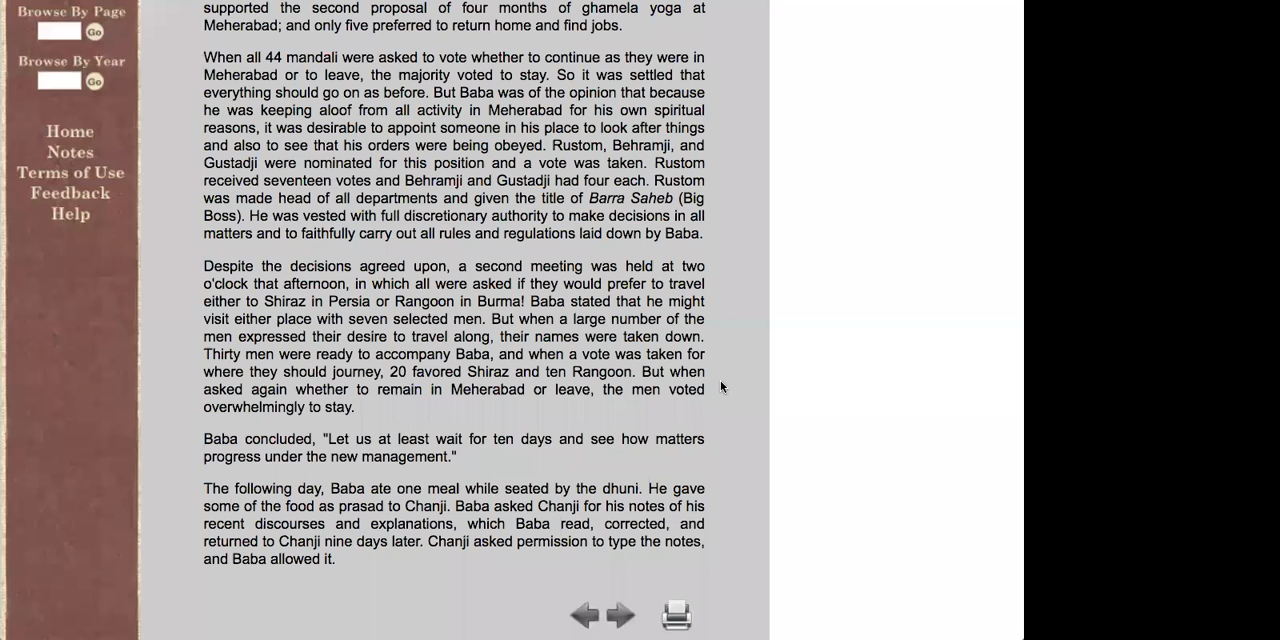 Browse By Page
Go
Browse By Year
Go
Home
Notes
Terms of Use
Feedback
Help
supported the second proposal of four months of ghamela yoga at
Meherabad; and only five preferred to return home and find jobs.
When all 44 mandali were asked to vote whether to continue as they were in
Meherabad or to leave, the majority voted to stay. So it was settled that
everything should go on as before. But Baba was of the opinion that because
he was keeping aloof from all activity in Meherabad for his own spiritual
reasons, it was desirable to appoint someone in his place to look after things
and also to see that his orders were being obeyed. Rustom, Behramji, and
Gustadji were nominated for this position and a vote was taken. Rustom
received seventeen votes and Behramji and Gustadji had four each. Rustom
was made head of all departments and given the title of Barra Saheb (Big
Boss). He was vested with full discretionary authority to make decisions in all
matters and to faithfully carry out all rules and regulations laid down by Baba.
Despite the decisions agreed upon, a second meeting was held at two
o'clock that afternoon, in which all were asked if they would prefer to travel
either to Shiraz in Persia or Rangoon in Burma! Baba stated that he might
visit either place with seven selected men. But when a large number of the
men expressed their desire to travel along, their names were taken down.
Thirty men were ready to accompany Baba, and when a vote was taken for
where they should journey, 20 favored Shiraz and ten Rangoon. But when
asked again whether to remain in Meherabad or leave, the men voted
overwhelmingly to stay.
Baba concluded, "Let us at least wait for ten days and see how matters
progress under the new management."
The following day, Baba ate one meal while seated by the dhuni. He gave
some of the food as prasad to Chanji. Baba asked Chanji for his notes of his
recent discourses and explanations, which Baba read, corrected, and
returned to Chanji nine days later. Chanji asked permission to type the notes,
and Baba allowed it.